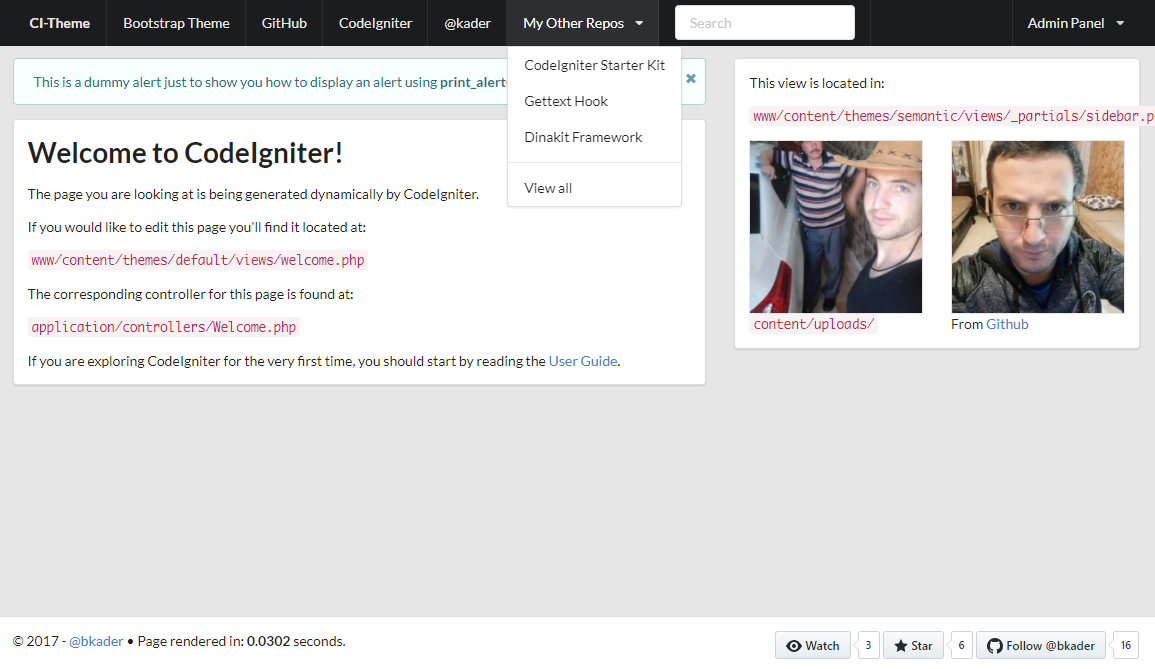 CI-Theme Bootstrap Theme GitHub CodeIgniter @kader My Other Repos Search Admin Panel
CodeIgniter Starter Kit
Gettext Hook
Dinakit Framework
View all
This is a dummy alert just to show you how to display an alert using print_alert
Welcome to CodeIgniter!
The page you are looking at is being generated dynamically by CodeIgniter.
If you would like to edit this page you'll find it located at:
www/content/themes/default/views/welcome.php
The corresponding controller for this page is found at:
application/controllers/Welcome.php
If you are exploring CodeIgniter for the very first time, you should start by reading the User Guide.
This view is located in:
www/content/themes/semantic/views/_partials/sidebar.p
content/uploads/
From Github
© 2017 - @bkader • Page rendered in: 0.0302 seconds.
Watch 3 Star 6 Follow @bkader 16